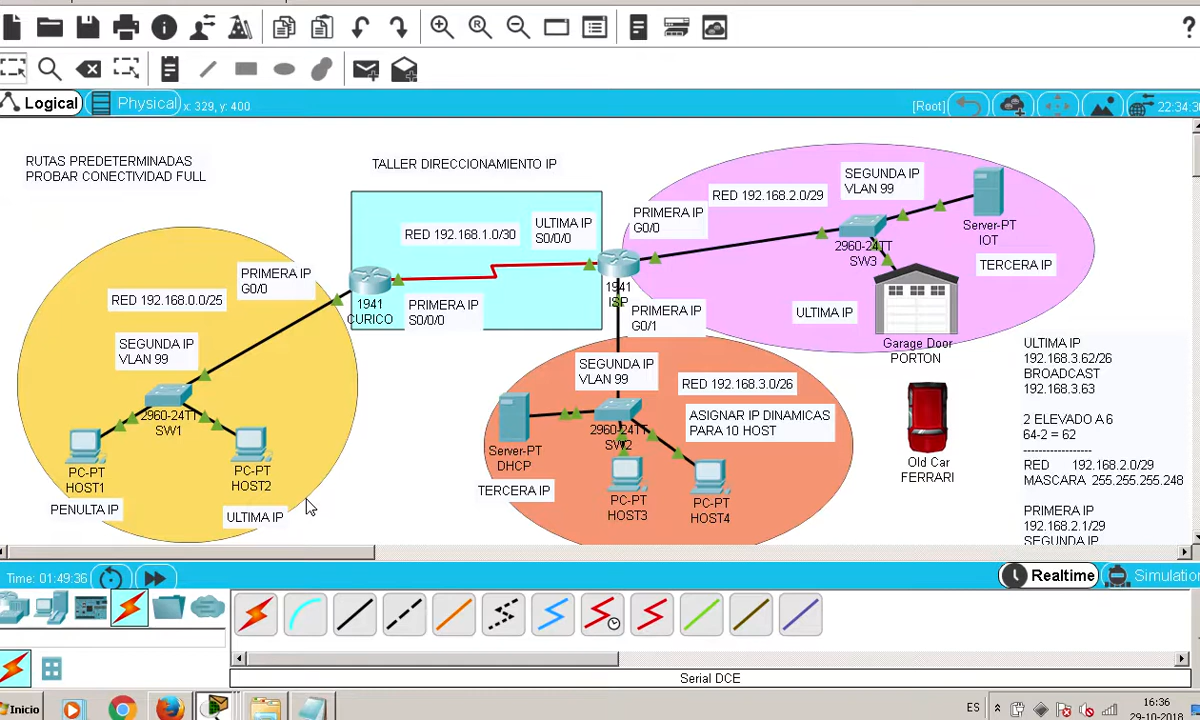 Logical
Physical
x: 329, y: 400
[Root]
22:34:3
RUTAS PREDETERMINADAS
PROBAR CONECTIVIDAD FULL
TALLER DIRECCIONAMIENTO IP
RED 192.168.1.0/30
ULTIMA IP
S0/0/0
PRIMERA IP
G0/0
RED 192.168.2.0/29
SEGUNDA IP
VLAN 99
Server-PT
IOT
2960-24TT
SW3
TERCERA IP
PRIMERA IP
G0/0
RED 192.168.0.0/25
1941
CURICO
PRIMERA IP
S0/0/0
1941
ISP
PRIMERA IP
G0/1
ULTIMA IP
Garage Door
PORTON
SEGUNDA IP
VLAN 99
2960-24TT
SW1
PC-PT
HOST1
PC-PT
HOST2
PENULTA IP
ULTIMA IP
SEGUNDA IP
VLAN 99
RED 192.168.3.0/26
ASIGNAR IP DINAMICAS
PARA 10 HOST
2960-24TT
SW2
Server-PT
DHCP
TERCERA IP
PC-PT
HOST3
PC-PT
HOST4
Old Car
FERRARI
ULTIMA IP
192.168.3.62/26
BROADCAST
192.168.3.63
2 ELEVADO A 6
64-2 = 62
------------------
RED 192.168.2.0/29
MASCARA 255.255.255.248
PRIMERA IP
192.168.2.1/29
SEGUNDA IP
Time: 01:49:36
Realtime
Simulation
Serial DCE
Inicio
ES
16:36
29-10-2018